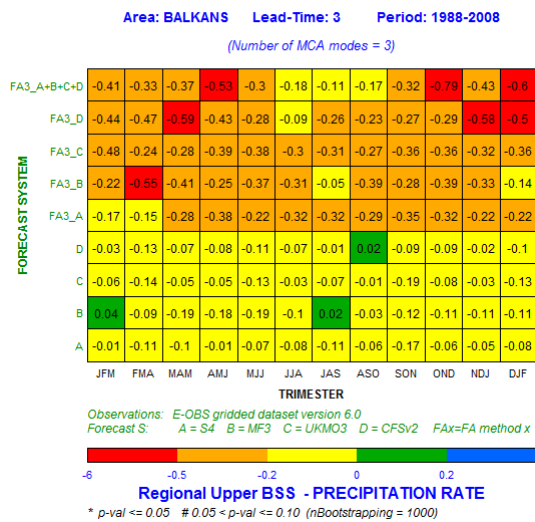 Area: BALKANS Lead-Time: 3 Period: 1988-2008
(Number of MCA modes = 3)
FORECAST SYSTEM
FA3_A+B+C+D -0.41 -0.33 -0.37 -0.53 -0.3 -0.18 -0.11 -0.17 -0.32 -0.79 -0.43 -0.6
FA3_D -0.44 -0.47 -0.59 -0.43 -0.28 -0.09 -0.26 -0.23 -0.27 -0.29 -0.58 -0.5
FA3_C -0.48 -0.24 -0.28 -0.39 -0.38 -0.3 -0.31 -0.27 -0.36 -0.36 -0.32 -0.36
FA3_B -0.22 -0.55 -0.41 -0.25 -0.37 -0.31 -0.05 -0.39 -0.28 -0.39 -0.33 -0.14
FA3_A -0.17 -0.15 -0.28 -0.38 -0.22 -0.32 -0.32 -0.29 -0.35 -0.32 -0.22 -0.22
D -0.03 -0.13 -0.07 -0.08 -0.11 -0.07 -0.01 0.02 -0.09 -0.09 -0.02 -0.1
C -0.06 -0.14 -0.05 -0.05 -0.13 -0.03 -0.07 -0.01 -0.19 -0.08 -0.03 -0.13
B 0.04 -0.09 -0.19 -0.18 -0.19 -0.1 0.02 -0.03 -0.12 -0.11 -0.11 -0.11
A -0.01 -0.11 -0.1 -0.01 -0.07 -0.08 -0.11 -0.06 -0.17 -0.06 -0.05 -0.08
JFM FMA MAM AMJ MJJ JJA JAS ASO SON OND NDJ DJF
TRIMESTER
Observations: E-OBS gridded dataset version 6.0
Forecast S: A = S4 B = MF3 C = UKMO3 D = CFSv2 FAx=FA method x
-6 -0.5 -0.2 0 0.2
Regional Upper BSS - PRECIPITATION RATE
* p-val <= 0.05 # 0.05 < p-val <= 0.10 (nBootstrapping = 1000)